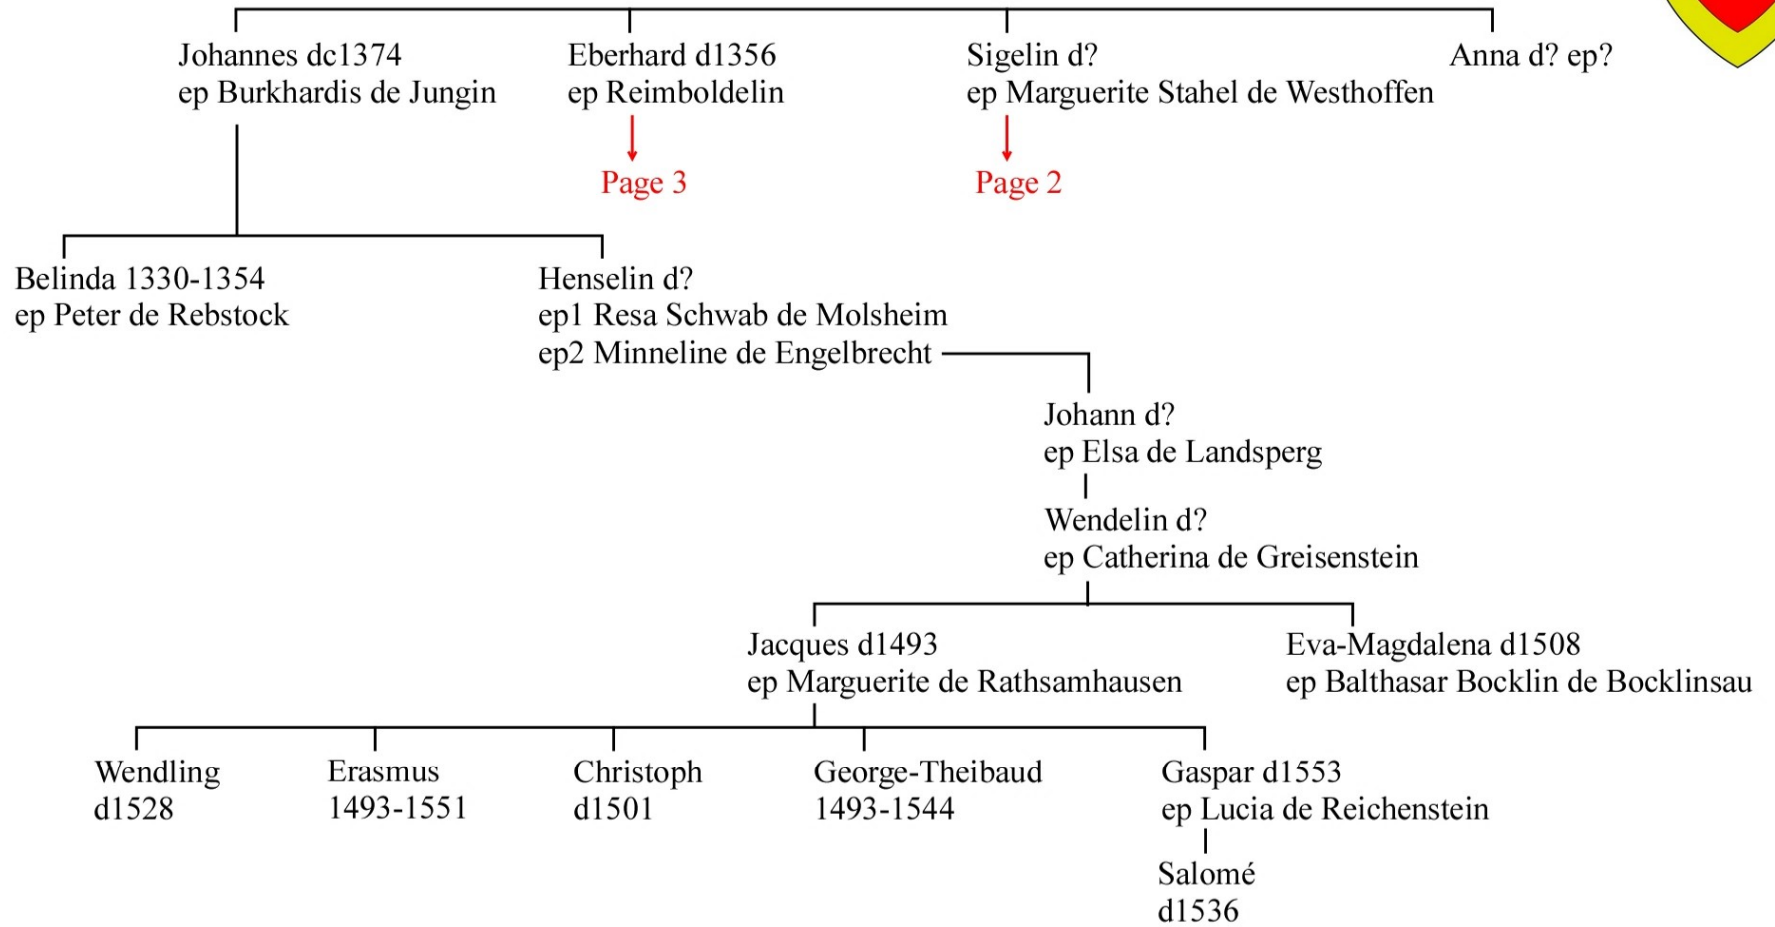 Johannes dc1374
ep Burkhardis de Jungin
Eberhard d1356
ep Reimboldelin
Page 3
Sigelin d?
ep Marguerite Stahel de Westhoffen
Page 2
Anna d? ep?
Belinda 1330-1354
ep Peter de Rebstock
Henselin d?
ep1 Resa Schwab de Molsheim
ep2 Minneline de Engelbrecht
Johann d?
ep Elsa de Landsperg
Wendelin d?
ep Catherina de Greisenstein
Jacques d1493
ep Marguerite de Rathsamhausen
Eva-Magdalena d1508
ep Balthasar Bocklin de Bocklinsau
Wendling
d1528
Erasmus
1493-1551
Christoph
d1501
George-Theibaud
1493-1544
Gaspar d1553
ep Lucia de Reichenstein
Salomé
d1536